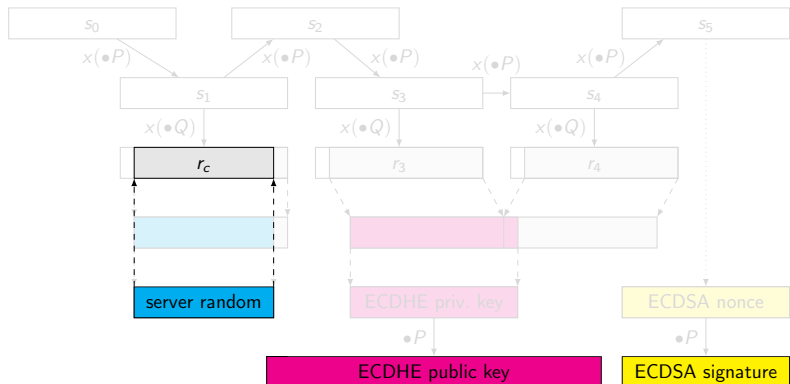 s0 s2 s5
x(•P) x(•P) x(•P) x(•P) x(•P)
s1 s3 s4
x(•Q) x(•Q) x(•Q)
rc r3 r4
server random ECDHE priv. key ECDSA nonce
•P •P
ECDHE public key ECDSA signature